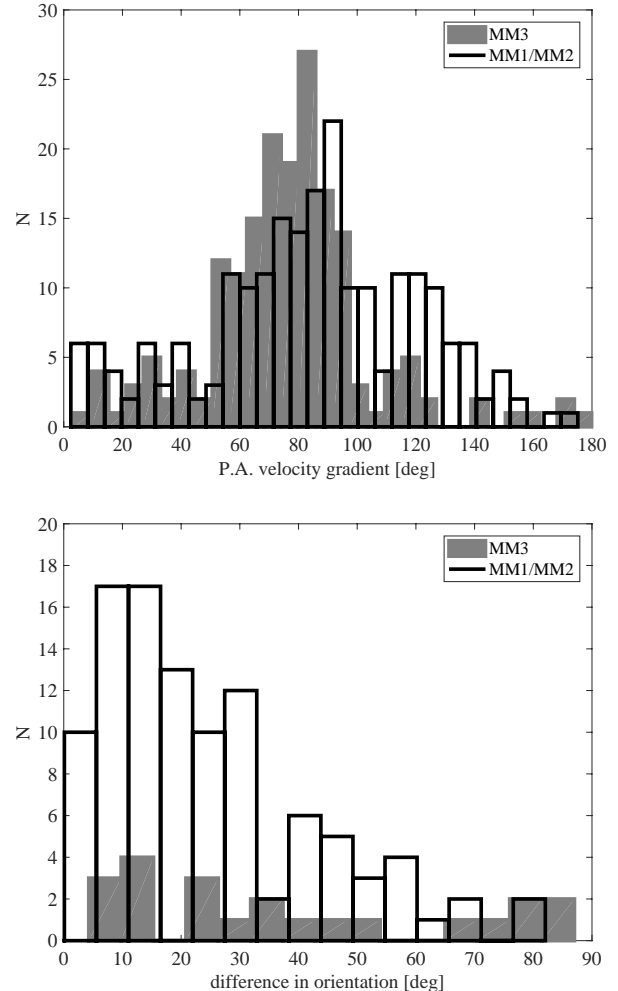 30
25
20
15
10
5
0
N
MM3
MM1/MM2
0 20 40 60 80 100 120 140 160 180
P.A. velocity gradient [deg]
20
18
16
14
12
10
8
6
4
2
0
N
MM3
MM1/MM2
0 10 20 30 40 50 60 70 80 90
difference in orientation [deg]